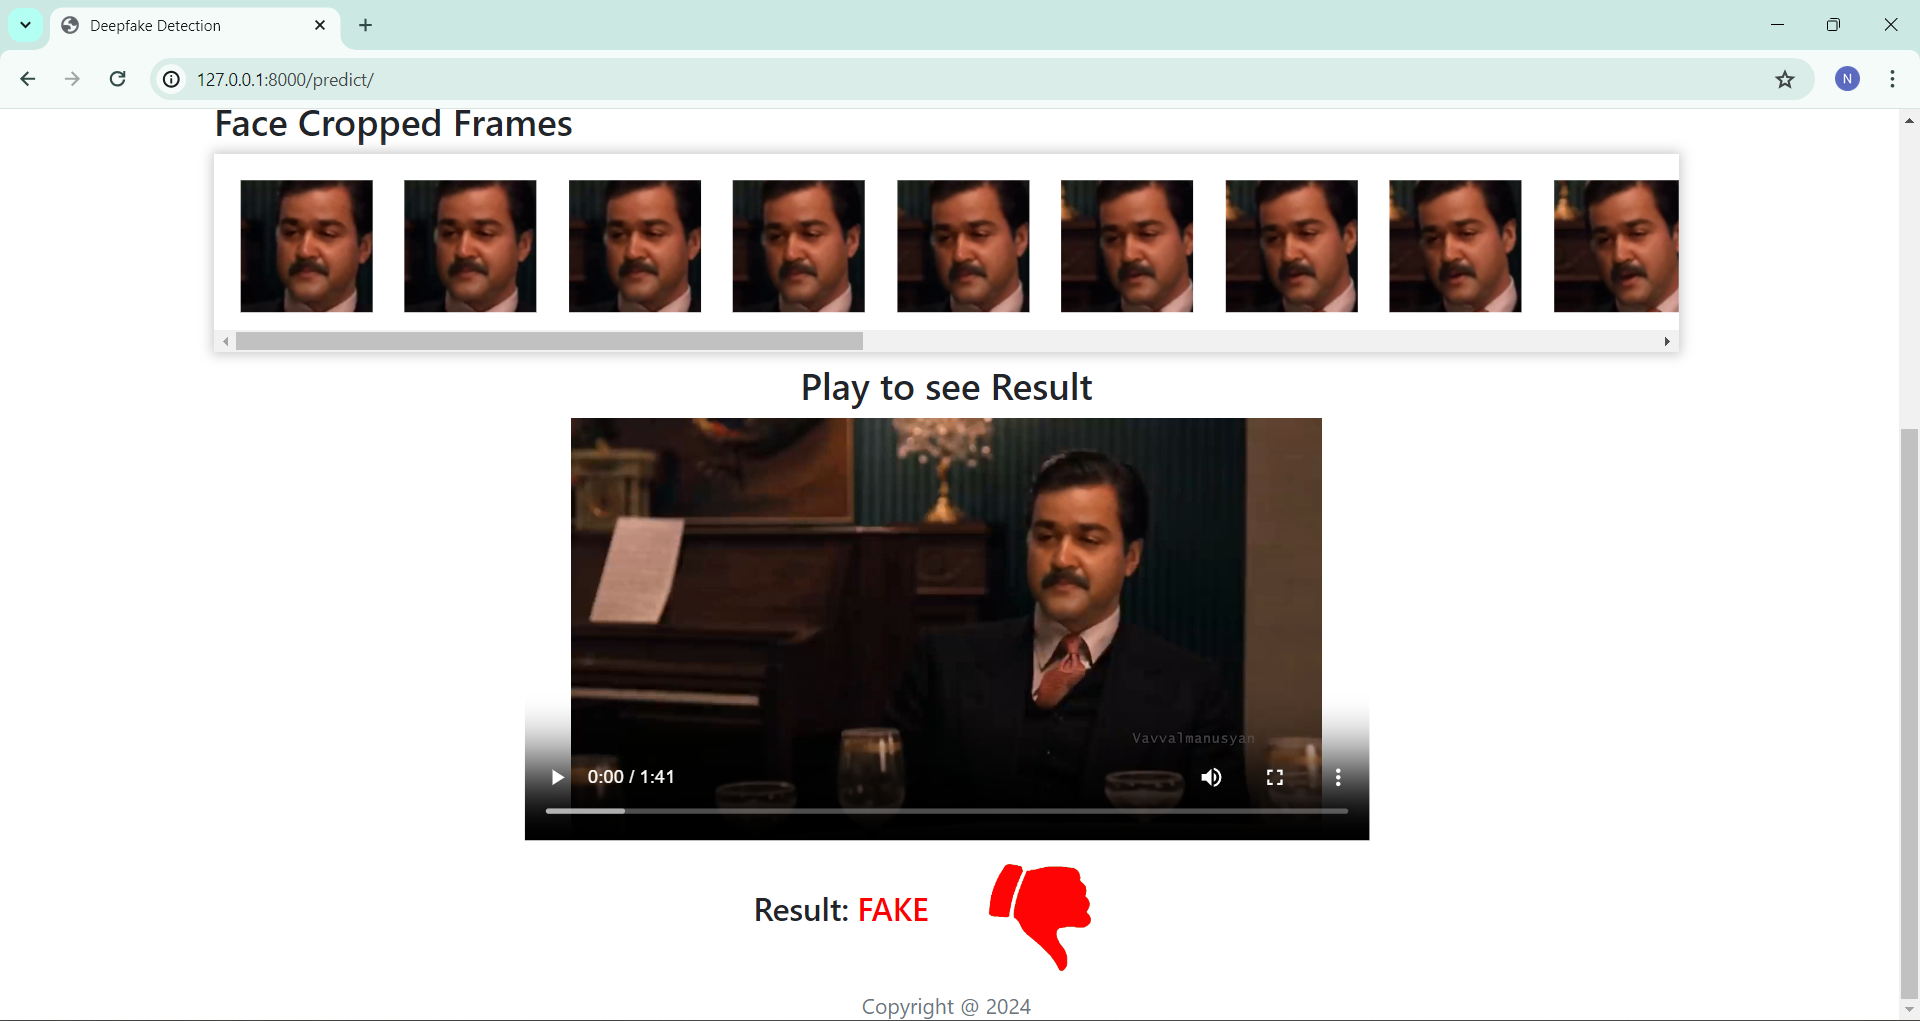 Deepfake Detection
127.0.0.1:8000/predict/
N
Face Cropped Frames
Play to see Result
Vavvalmanusyan
0:00 / 1:41
Result: FAKE
Copyright @ 2024